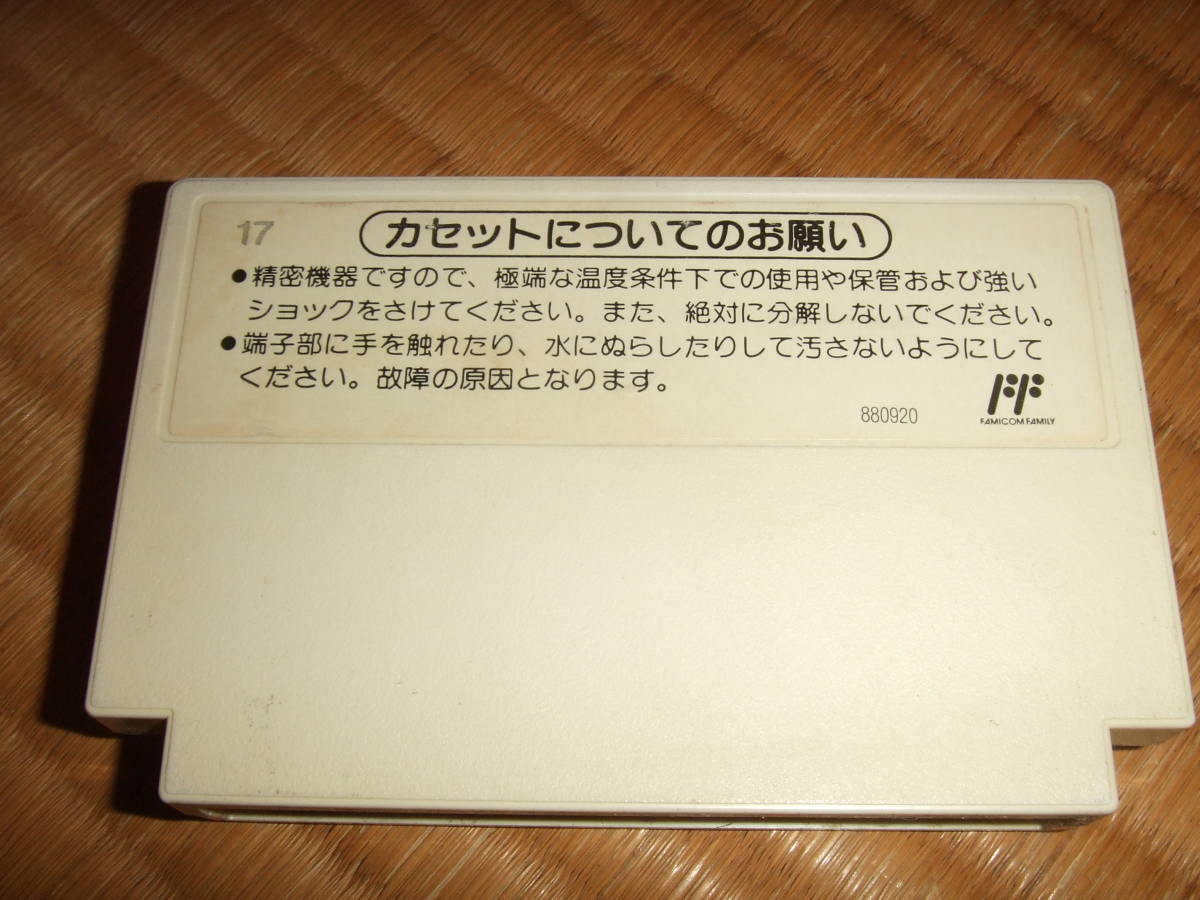 17
カセットについてのお願い
●精密機器ですので、極端な温度条件下での使用や保管および強い
ショックをさけてください。また、絶対に分解しないでください。
●端子部に手を触れたり、水にぬらしたりして汚さないようにして
ください。故障の原因となります。
880920
FAMICOM FAMILY